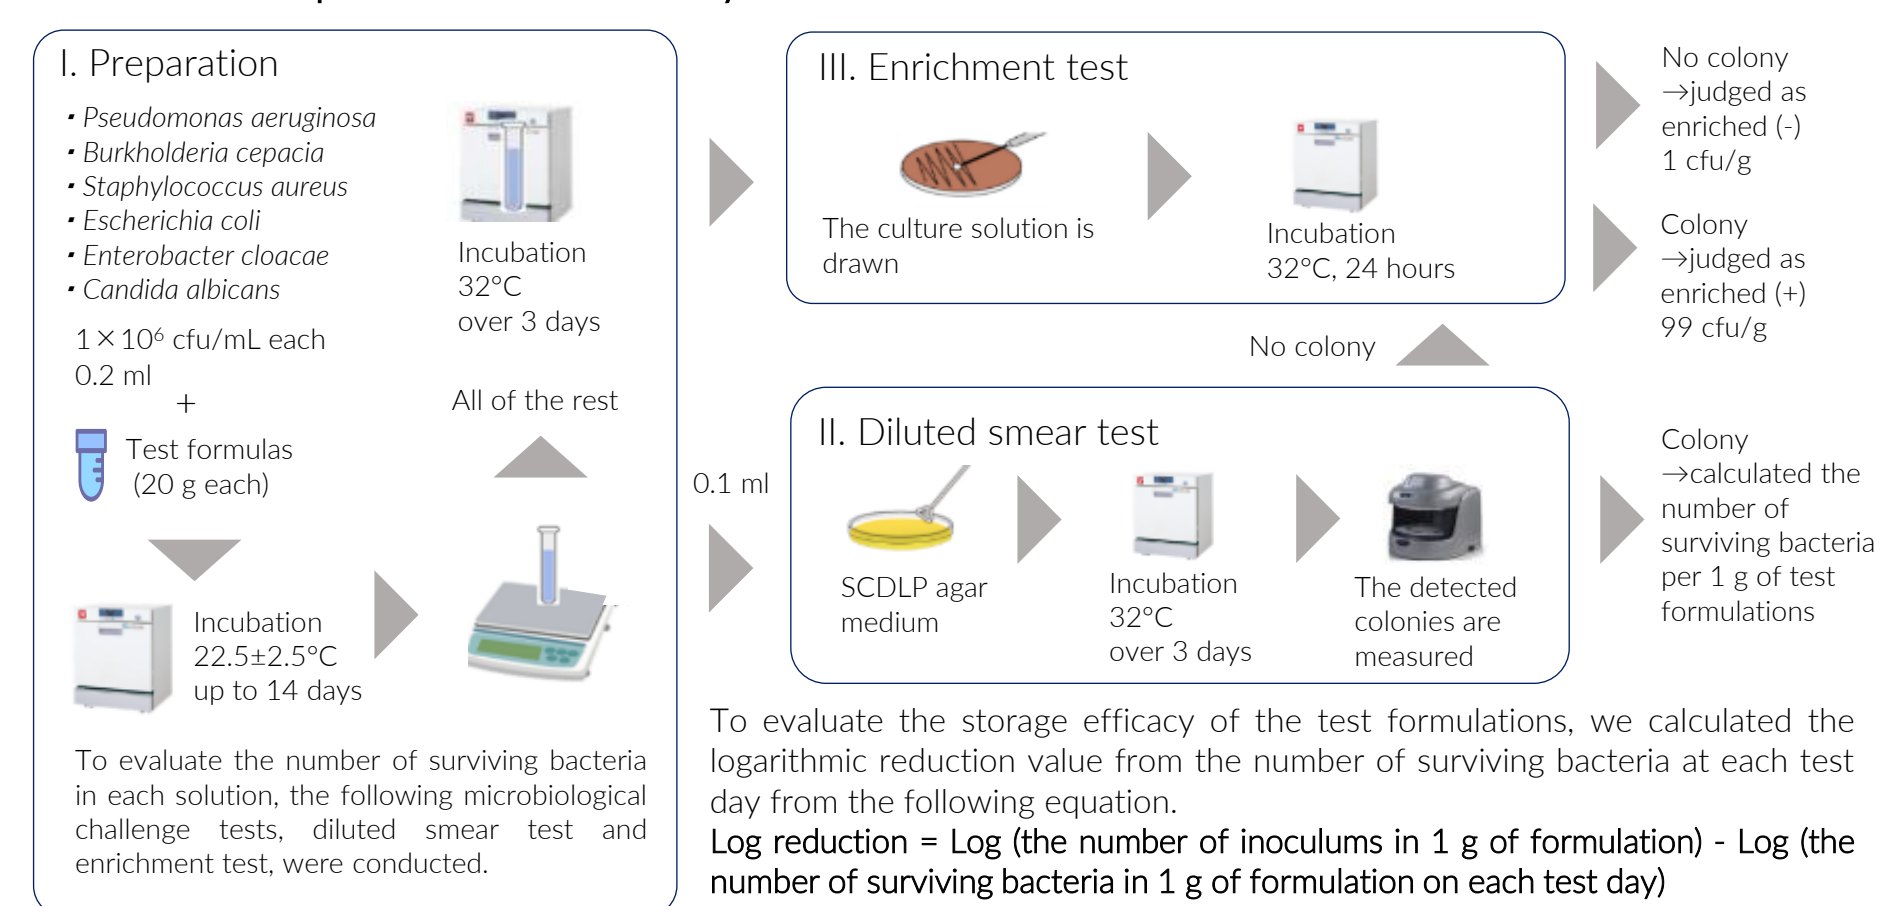 I. Preparation
・Pseudomonas aeruginosa
・Burkholderia cepacia
・Staphylococcus aureus
・Escherichia coli
・Enterobacter cloacae
・Candida albicans
1×10⁶ cfu/mL each
0.2 ml
+
Test formulas
(20 g each)
Incubation
22.5±2.5°C
up to 14 days
Incubation
32°C
over 3 days
All of the rest
To evaluate the number of surviving bacteria
in each solution, the following microbiological
challenge tests, diluted smear test and
enrichment test, were conducted.
0.1 ml
III. Enrichment test
The culture solution is
drawn
Incubation
32°C, 24 hours
No colony
→judged as
enriched (-)
1 cfu/g
Colony
→judged as
enriched (+)
99 cfu/g
No colony
II. Diluted smear test
SCDLP agar
medium
Incubation
32°C
over 3 days
The detected
colonies are
measured
Colony
→calculated the
number of
surviving bacteria
per 1 g of test
formulations
To evaluate the storage efficacy of the test formulations, we calculated the
logarithmic reduction value from the number of surviving bacteria at each test
day from the following equation.
Log reduction = Log (the number of inoculums in 1 g of formulation) - Log (the
number of surviving bacteria in 1 g of formulation on each test day)